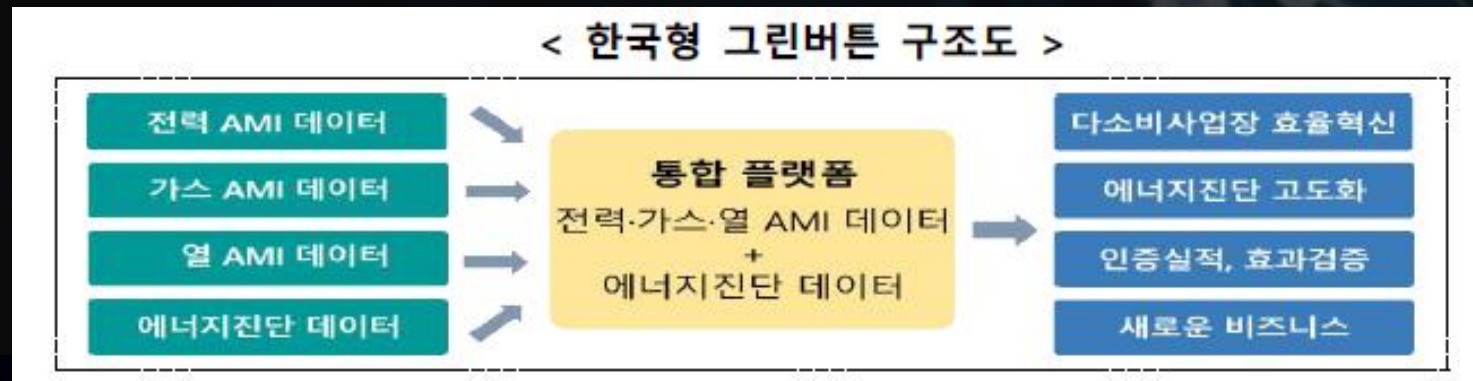 < 한국형 그린버튼 구조도 >
전력 AMI 데이터
가스 AMI 데이터
열 AMI 데이터
에너지진단 데이터
통합 플랫폼
전력·가스·열 AMI 데이터
+
에너지진단 데이터
다소비사업장 효율혁신
에너지진단 고도화
인증실적, 효과검증
새로운 비즈니스